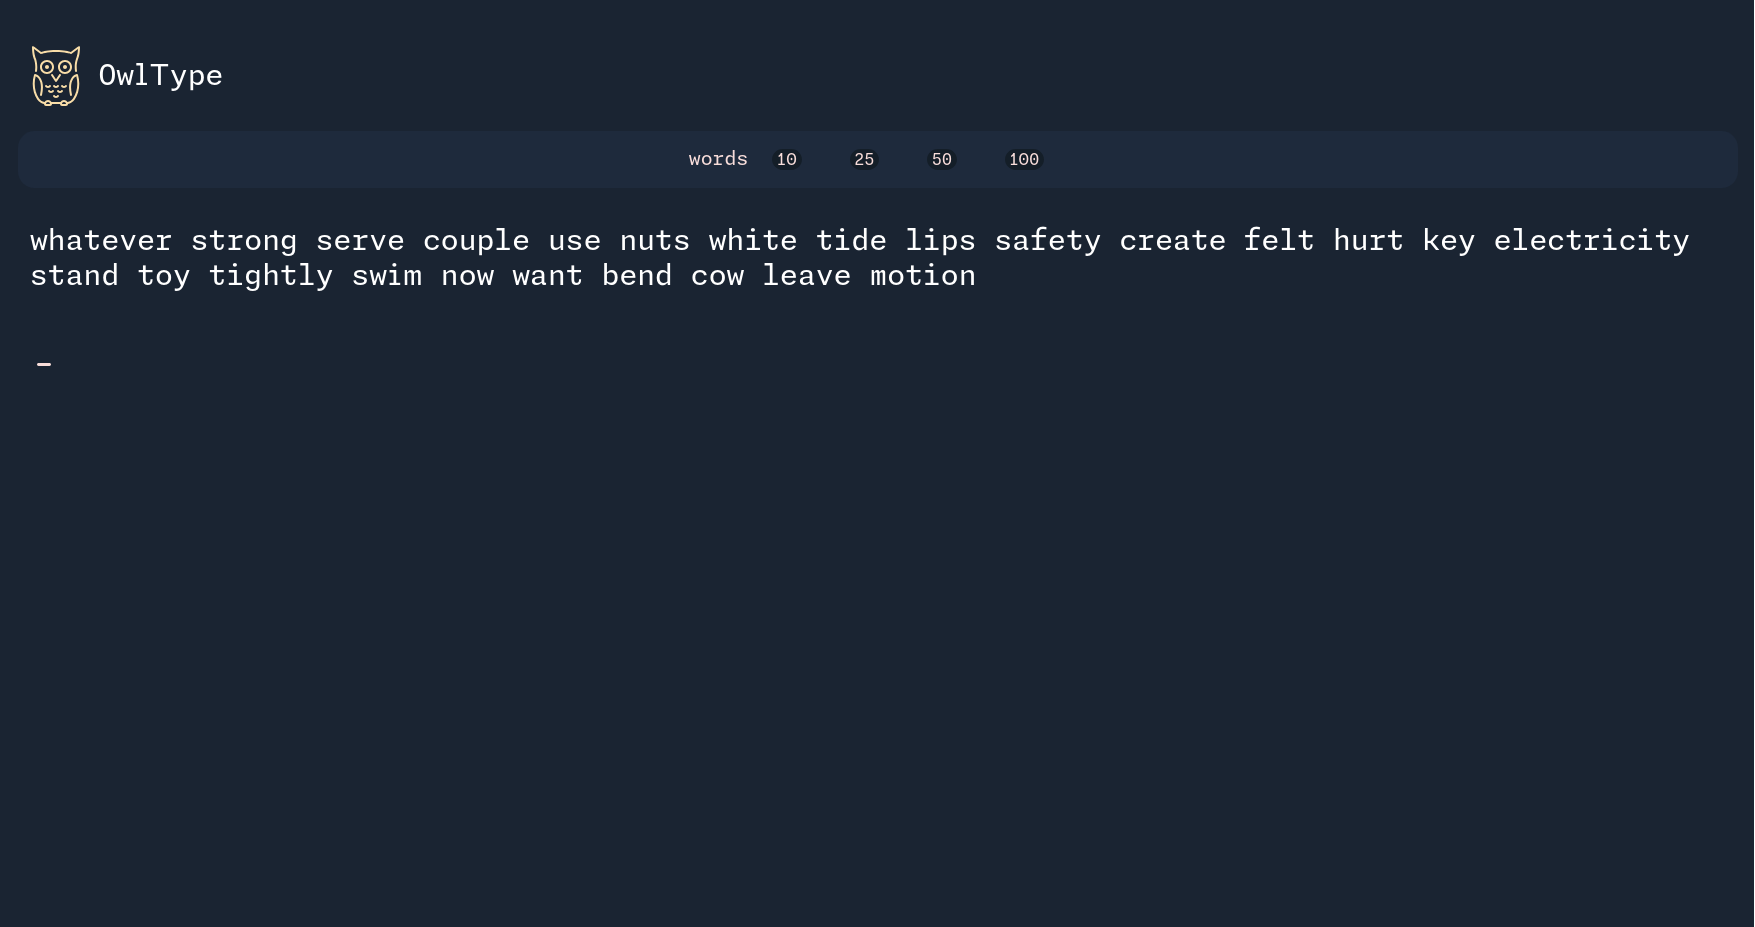 OwlType
words 10 25 50 100
whatever strong serve couple use nuts white tide lips safety create felt hurt key electricity
stand toy tightly swim now want bend cow leave motion